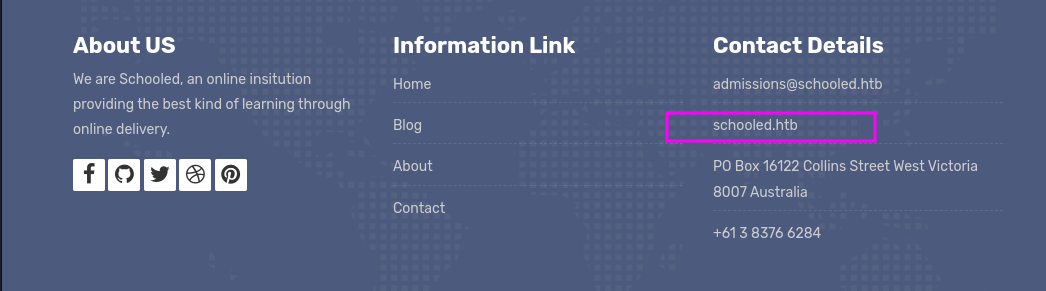 About US
We are Schooled, an online insitution
providing the best kind of learning through
online delivery.
Information Link
Home
Blog
About
Contact
Contact Details
admissions@schooled.htb
schooled.htb
PO Box 16122 Collins Street West Victoria
8007 Australia
+61 3 8376 6284